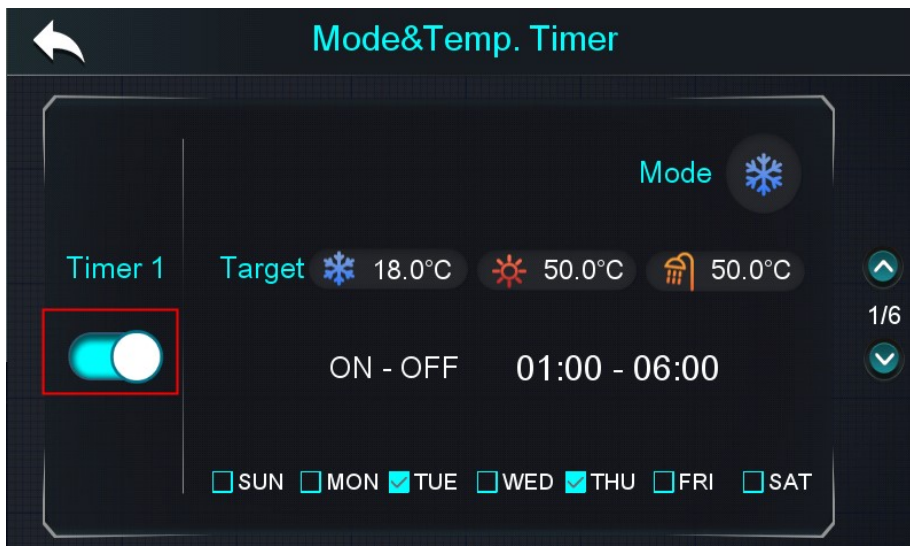 Mode&Temp. Timer
Mode
Timer 1
Target 18.0°C 50.0°C 50.0°C
1/6
ON - OFF 01:00 - 06:00
SUN MON TUE WED THU FRI SAT